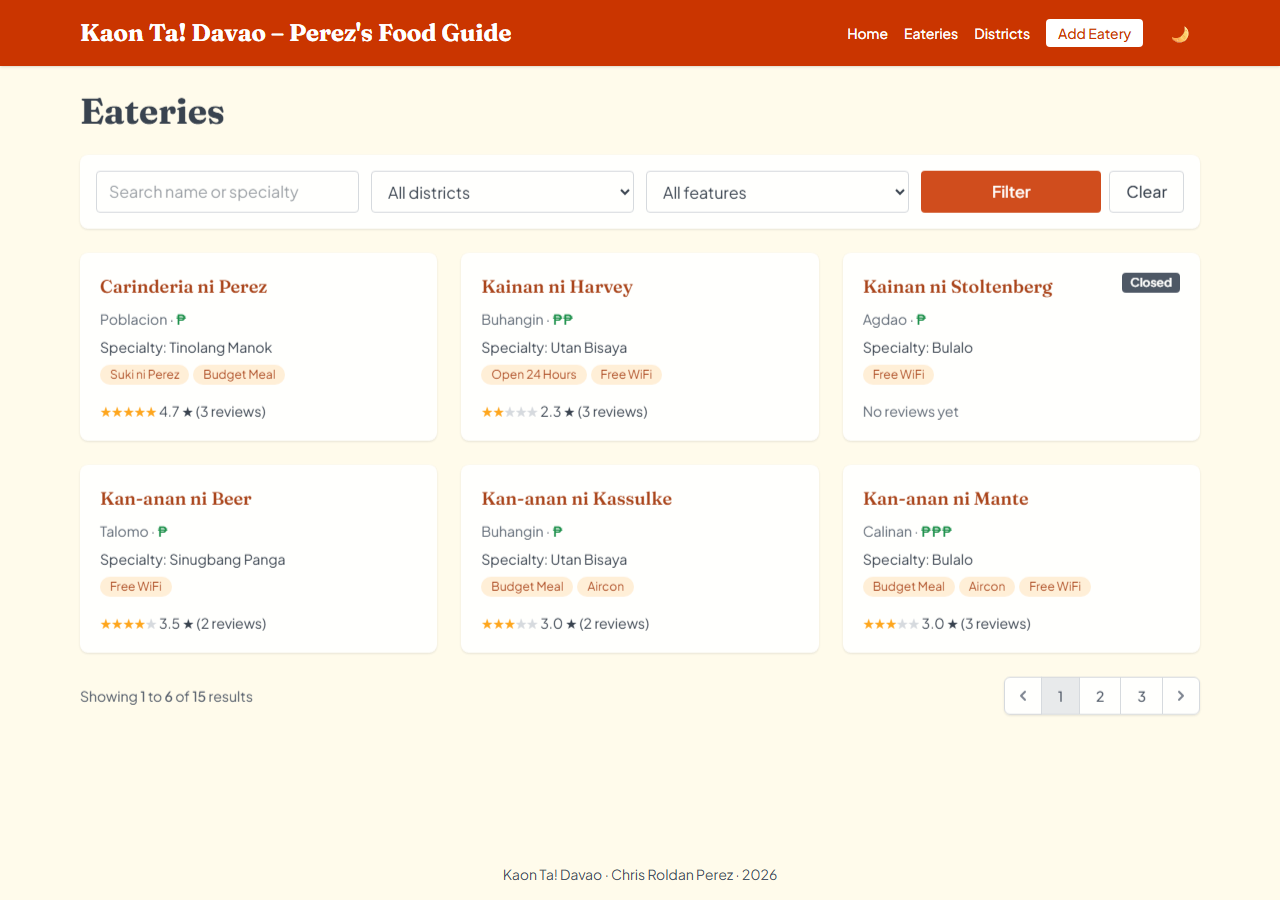 Kaon Ta! Davao – Perez's Food Guide
Home Eateries Districts Add Eatery
Eateries
Search name or specialty All districts All features Filter Clear
Carinderia ni Perez
Poblacion · ₱
Specialty: Tinolang Manok
Suki ni Perez Budget Meal
★★★★★ 4.7 ★ (3 reviews)
Kainan ni Harvey
Buhangin · ₱₱
Specialty: Utan Bisaya
Open 24 Hours Free WiFi
★★★★★ 2.3 ★ (3 reviews)
Kainan ni Stoltenberg Closed
Agdao · ₱
Specialty: Bulalo
Free WiFi
No reviews yet
Kan-anan ni Beer
Talomo · ₱
Specialty: Sinugbang Panga
Free WiFi
★★★★★ 3.5 ★ (2 reviews)
Kan-anan ni Kassulke
Buhangin · ₱
Specialty: Utan Bisaya
Budget Meal Aircon
★★★★★ 3.0 ★ (2 reviews)
Kan-anan ni Mante
Calinan · ₱₱₱
Specialty: Bulalo
Budget Meal Aircon Free WiFi
★★★★★ 3.0 ★ (3 reviews)
Showing 1 to 6 of 15 results
1 2 3
Kaon Ta! Davao · Chris Roldan Perez · 2026